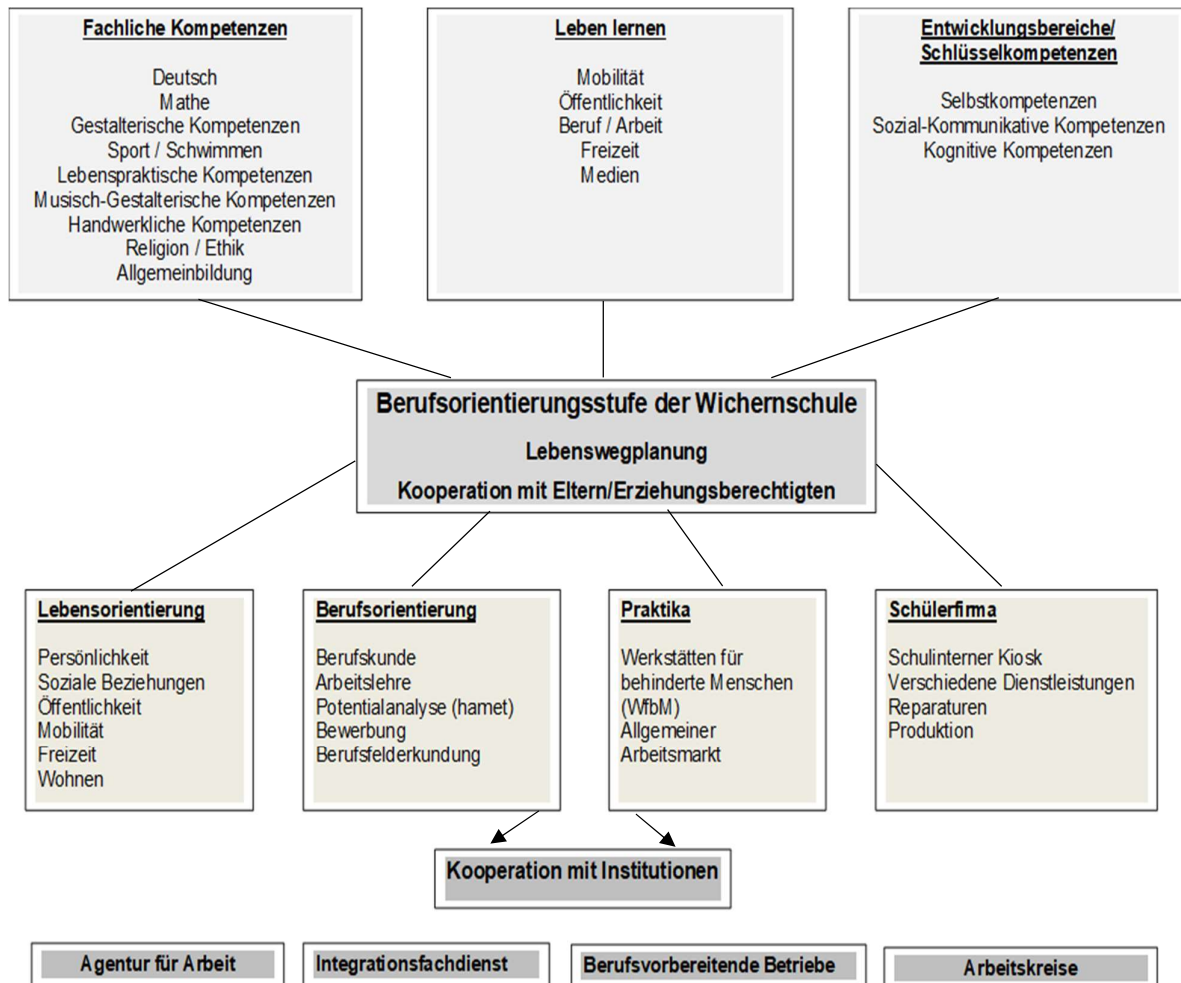 Fachliche Kompetenzen
Deutsch
Mathe
Gestalterische Kompetenzen
Sport / Schwimmen
Lebenspraktische Kompetenzen
Musisch-Gestalterische Kompetenzen
Handwerkliche Kompetenzen
Religion / Ethik
Allgemeinbildung
Leben lernen
Mobilität
Öffentlichkeit
Beruf / Arbeit
Freizeit
Medien
Entwicklungsbereiche/
Schlüsselkompetenzen
Selbstkompetenzen
Sozial-Kommunikative Kompetenzen
Kognitive Kompetenzen
Berufsorientierungsstufe der Wichernschule
Lebenswegplanung
Kooperation mit Eltern/Erziehungsberechtigten
Lebensorientierung
Persönlichkeit
Soziale Beziehungen
Öffentlichkeit
Mobilität
Freizeit
Wohnen
Berufsorientierung
Berufskunde
Arbeitslehre
Potentialanalyse (hamet)
Bewerbung
Berufsfelderkundung
Praktika
Werkstätten für
behinderte Menschen
(WfbM)
Allgemeiner
Arbeitsmarkt
Schülerfirma
Schulinterner Kiosk
Verschiedene Dienstleistungen
Reparaturen
Produktion
Kooperation mit Institutionen
Agentur für Arbeit
Integrationsfachdienst
Berufsvorbereitende Betriebe
Arbeitskreise